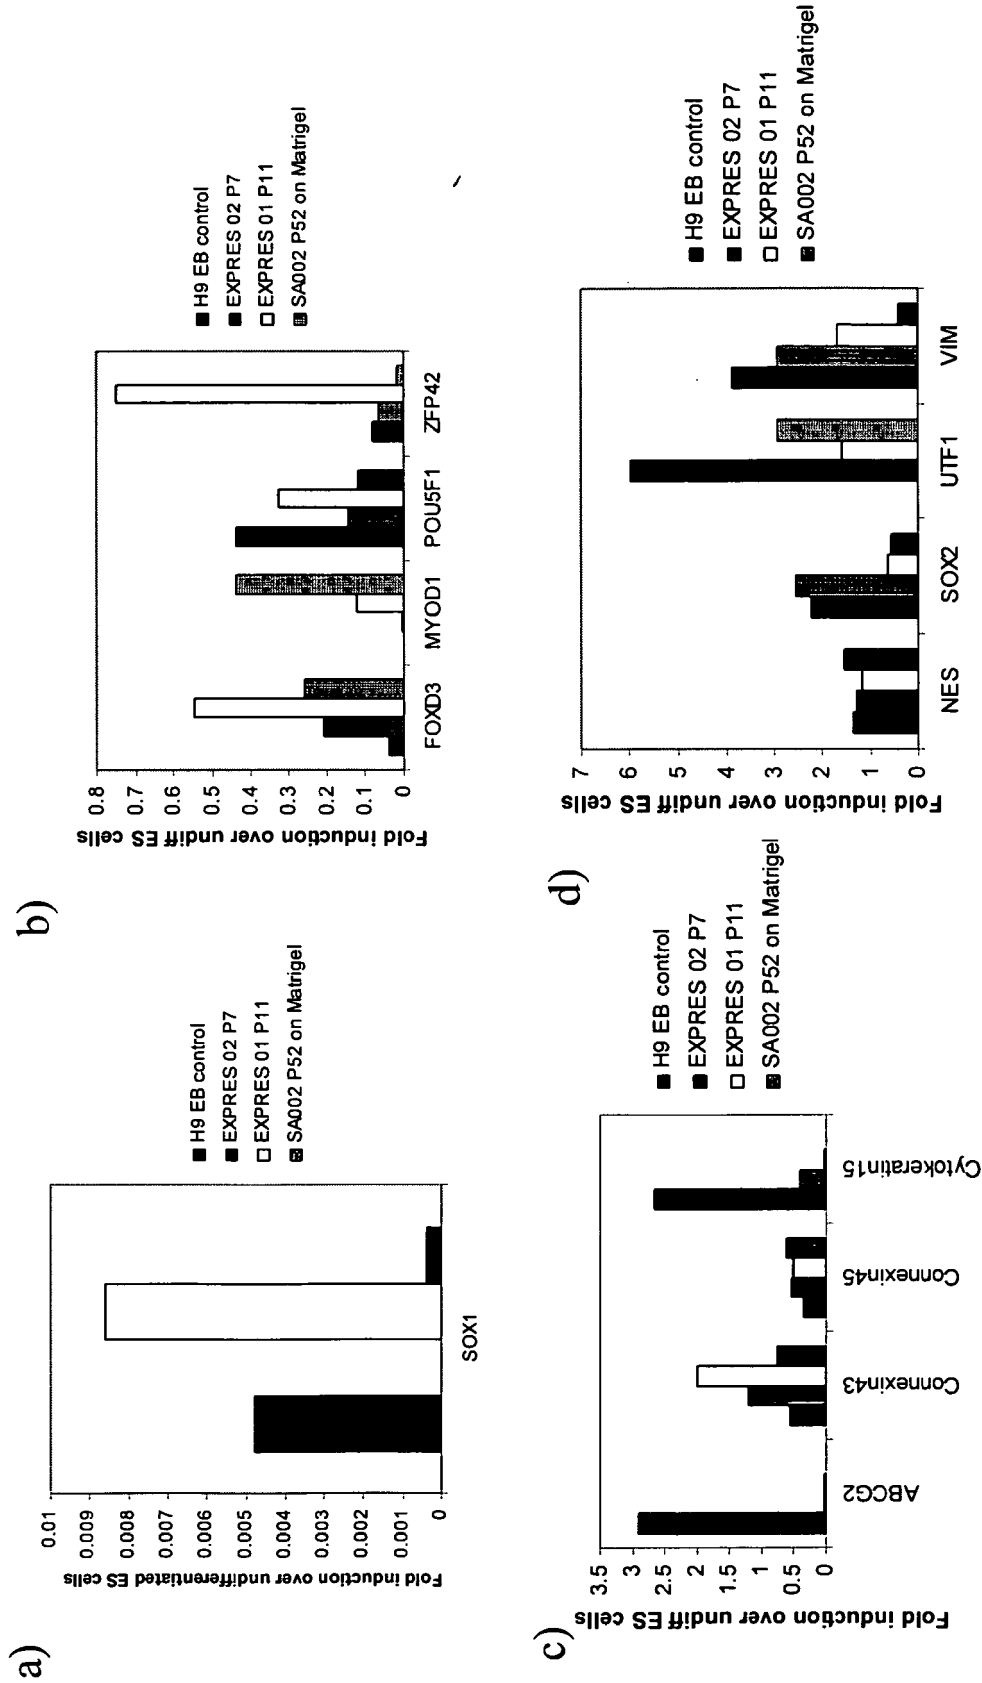 a)
Fold induction over undifferentiated ES cells
0.01
0.009
0.008
0.007
0.006
0.005
0.004
0.003
0.002
0.001
0
SOX1
H9 EB control
EXPRES 02 P7
EXPRES 01 P11
SA002 P52 on Matrigel
b)
Fold induction over undiff ES cells
0.8
0.7
0.6
0.5
0.4
0.3
0.2
0.1
0
FOXD3
MYOD1
POU5F1
ZFP42
H9 EB control
EXPRES 02 P7
EXPRES 01 P11
SA002 P52 on Matrigel
c)
Fold induction over undiff ES cells
3.5
3
2.5
2
1.5
1
0.5
0
ABCG2
Connexin43
Connexin45
Cytokeratin15
H9 EB control
EXPRES 02 P7
EXPRES 01 P11
SA002 P52 on Matrigel
d)
Fold induction over undiff ES cells
7
6
5
4
3
2
1
0
NES
SOX2
UTF1
VIM
H9 EB control
EXPRES 02 P7
EXPRES 01 P11
SA002 P52 on Matrigel